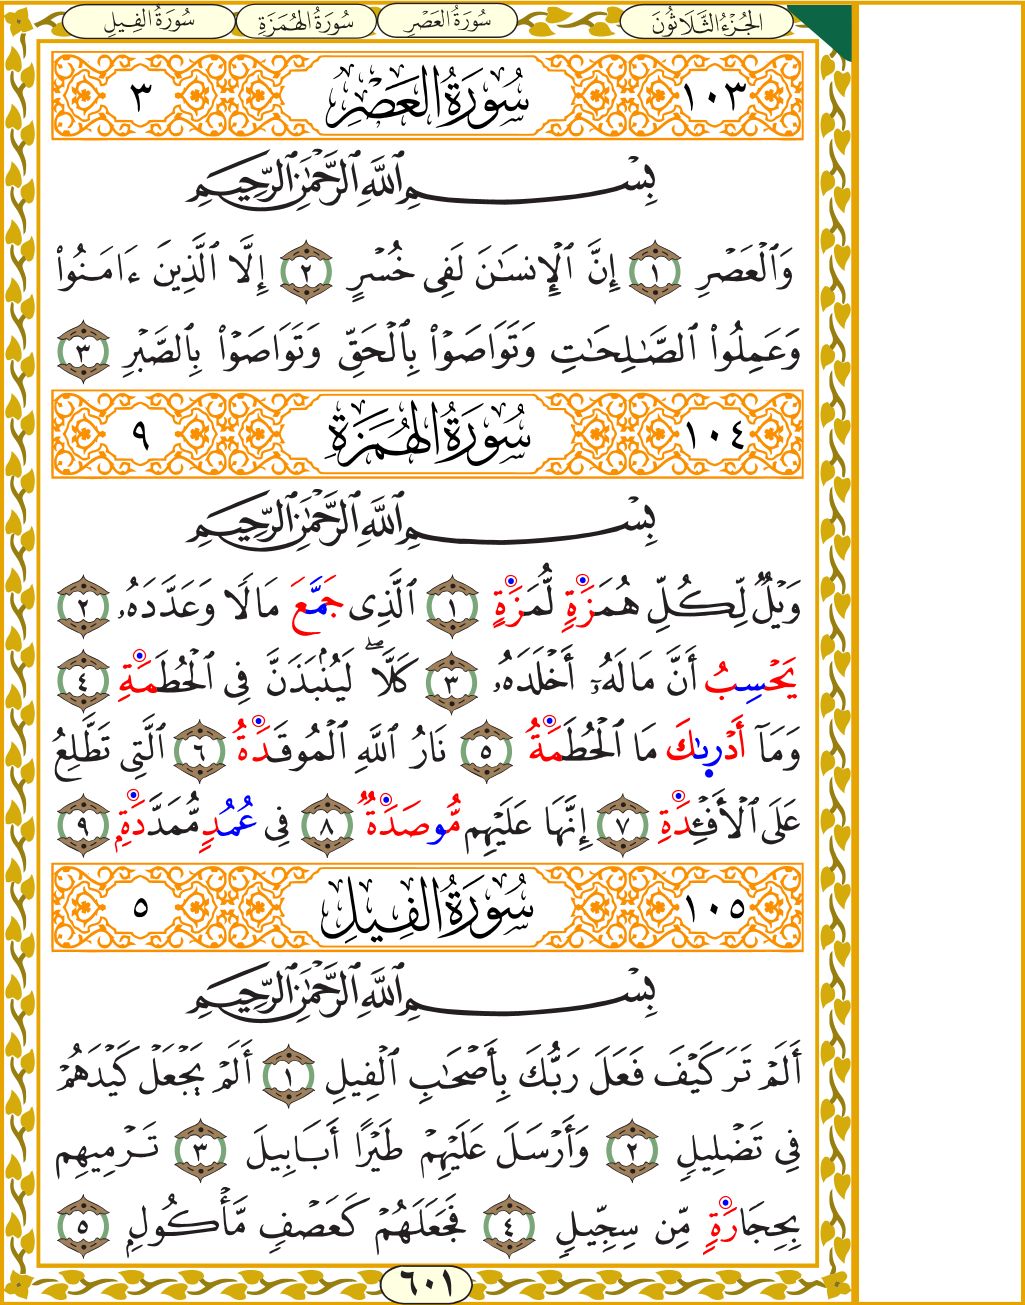 الجُزْءُ الثَّلَاثُونَ سُورَةُ العَصْرِ سُورَةُ الهُمَزَةِ سُورَةُ الفِيلِ
١٠٣ سُورَةُ العَصْرِ ٣
بِسْمِ ٱللَّهِ ٱلرَّحْمَٰنِ ٱلرَّحِيمِ
وَٱلْعَصْرِ ١ إِنَّ ٱلْإِنسَٰنَ لَفِى خُسْرٍ ٢ إِلَّا ٱلَّذِينَ ءَامَنُوا۟
وَعَمِلُوا۟ ٱلصَّٰلِحَٰتِ وَتَوَاصَوْا۟ بِٱلْحَقِّ وَتَوَاصَوْا۟ بِٱلصَّبْرِ ٣
١٠٤ سُورَةُ الهُمَزَةِ ٩
بِسْمِ ٱللَّهِ ٱلرَّحْمَٰنِ ٱلرَّحِيمِ
وَيْلٌ لِّكُلِّ هُمَزَةٍ لُّمَزَةٍ ١ ٱلَّذِى جَمَّعَ مَالًا وَعَدَّدَهُۥ ٢
يَحْسِبُ أَنَّ مَالَهُۥٓ أَخْلَدَهُۥ ٣ كَلَّا ۖ لَيُنۢبَذَنَّ فِى ٱلْحُطَمَةِ ٤
وَمَآ أَدْرِىٰكَ مَا ٱلْحُطَمَةُ ٥ نَارُ ٱللَّهِ ٱلْمُوقَدَةُ ٦ ٱلَّتِى تَطَّلِعُ
عَلَى ٱلْأَفْـِٔدَةِ ٧ إِنَّهَا عَلَيْهِم مُّوصَدَةٌ ٨ فِى عُمُدٍ مُّمَدَّدَةٍۭ ٩
١٠٥ سُورَةُ الفِيلِ ٥
بِسْمِ ٱللَّهِ ٱلرَّحْمَٰنِ ٱلرَّحِيمِ
أَلَمْ تَرَ كَيْفَ فَعَلَ رَبُّكَ بِأَصْحَٰبِ ٱلْفِيلِ ١ أَلَمْ يَجْعَلْ كَيْدَهُمْ
فِى تَضْلِيلٍ ٢ وَأَرْسَلَ عَلَيْهِمْ طَيْرًا أَبَابِيلَ ٣ تَرْمِيهِم
بِحِجَارَةٍ مِّن سِجِّيلٍ ٤ فَجَعَلَهُمْ كَعَصْفٍ مَّأْكُولٍۭ ٥
٦٠١